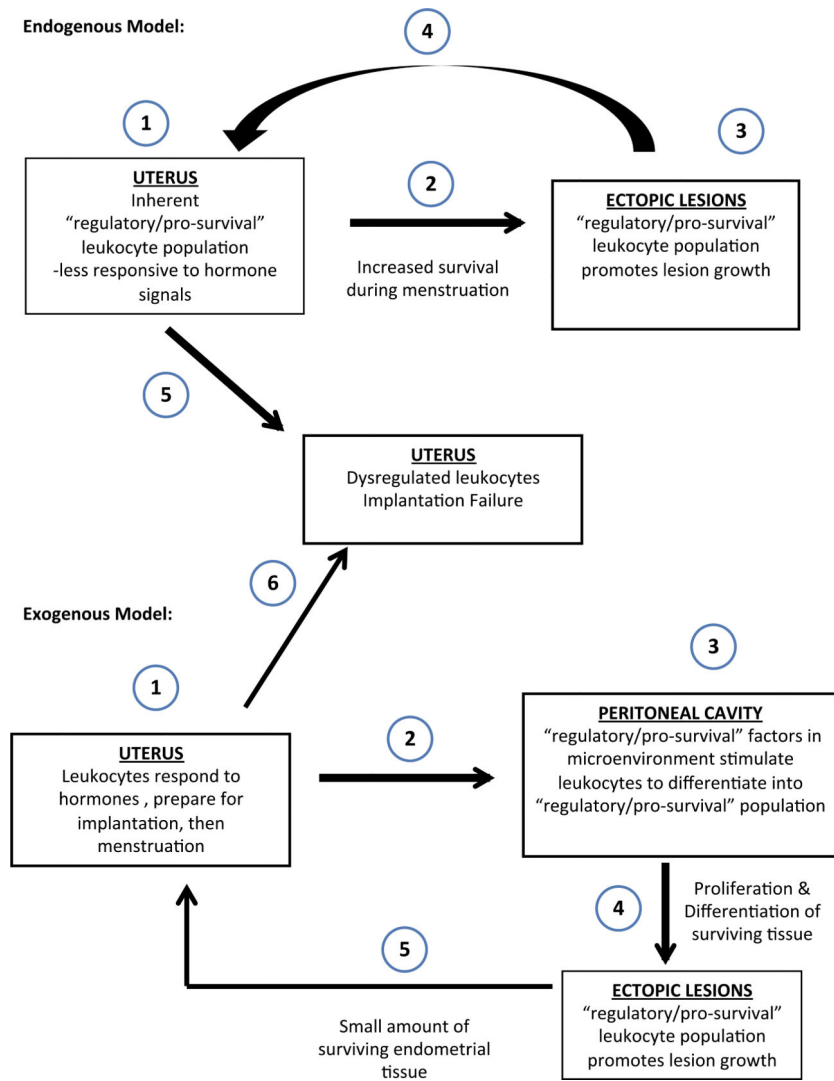 Endogenous Model:
4
1
3
UTERUS
Inherent
“regulatory/pro-survival”
leukocyte population
-less responsive to hormone
signals
2
Increased survival
during menstruation
ECTOPIC LESIONS
“regulatory/pro-survival”
leukocyte population
promotes lesion growth
5
UTERUS
Dysregulated leukocytes
Implantation Failure
6
Exogenous Model:
3
1
2
UTERUS
Leukocytes respond to
hormones , prepare for
implantation, then
menstruation
PERITONEAL CAVITY
“regulatory/pro-survival” factors in
microenvironment stimulate
leukocytes to differentiate into
“regulatory/pro-survival” population
4
Proliferation &
Differentiation of
surviving tissue
5
Small amount of
surviving endometrial
tissue
ECTOPIC LESIONS
“regulatory/pro-survival”
leukocyte population
promotes lesion growth